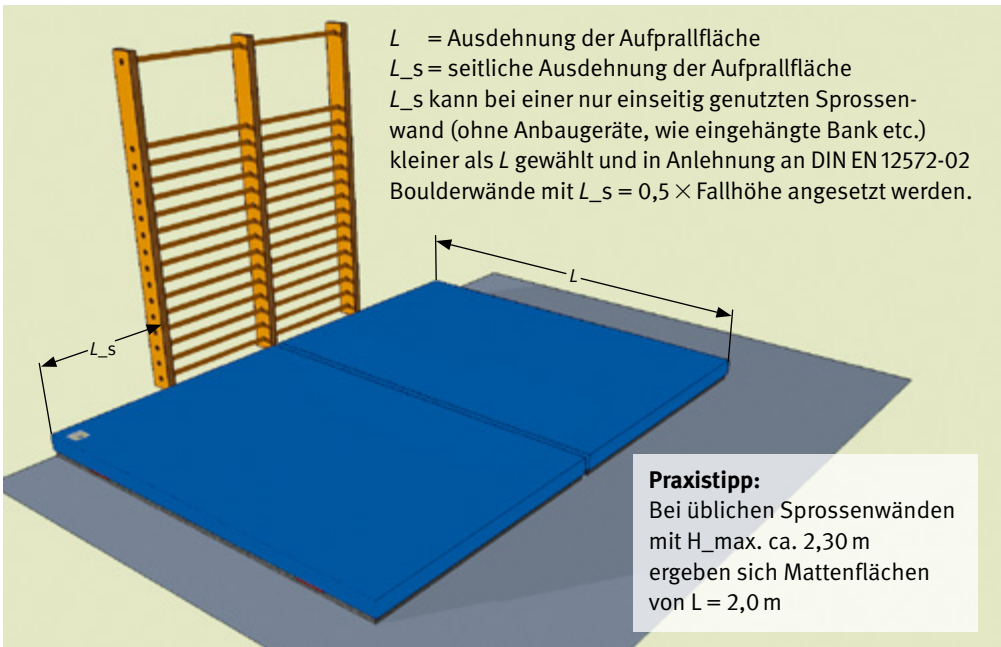 L = Ausdehnung der Aufprallfläche
L_s = seitliche Ausdehnung der Aufprallfläche
L_s kann bei einer nur einseitig genutzten Sprossen-
wand (ohne Anbaugeräte, wie eingehängte Bank etc.)
kleiner als L gewählt und in Anlehnung an DIN EN 12572-02
Boulderwände mit L_s = 0,5 × Fallhöhe angesetzt werden.
L
L_s
Praxistipp:
Bei üblichen Sprossenwänden
mit H_max. ca. 2,30 m
ergeben sich Mattenflächen
von L = 2,0 m